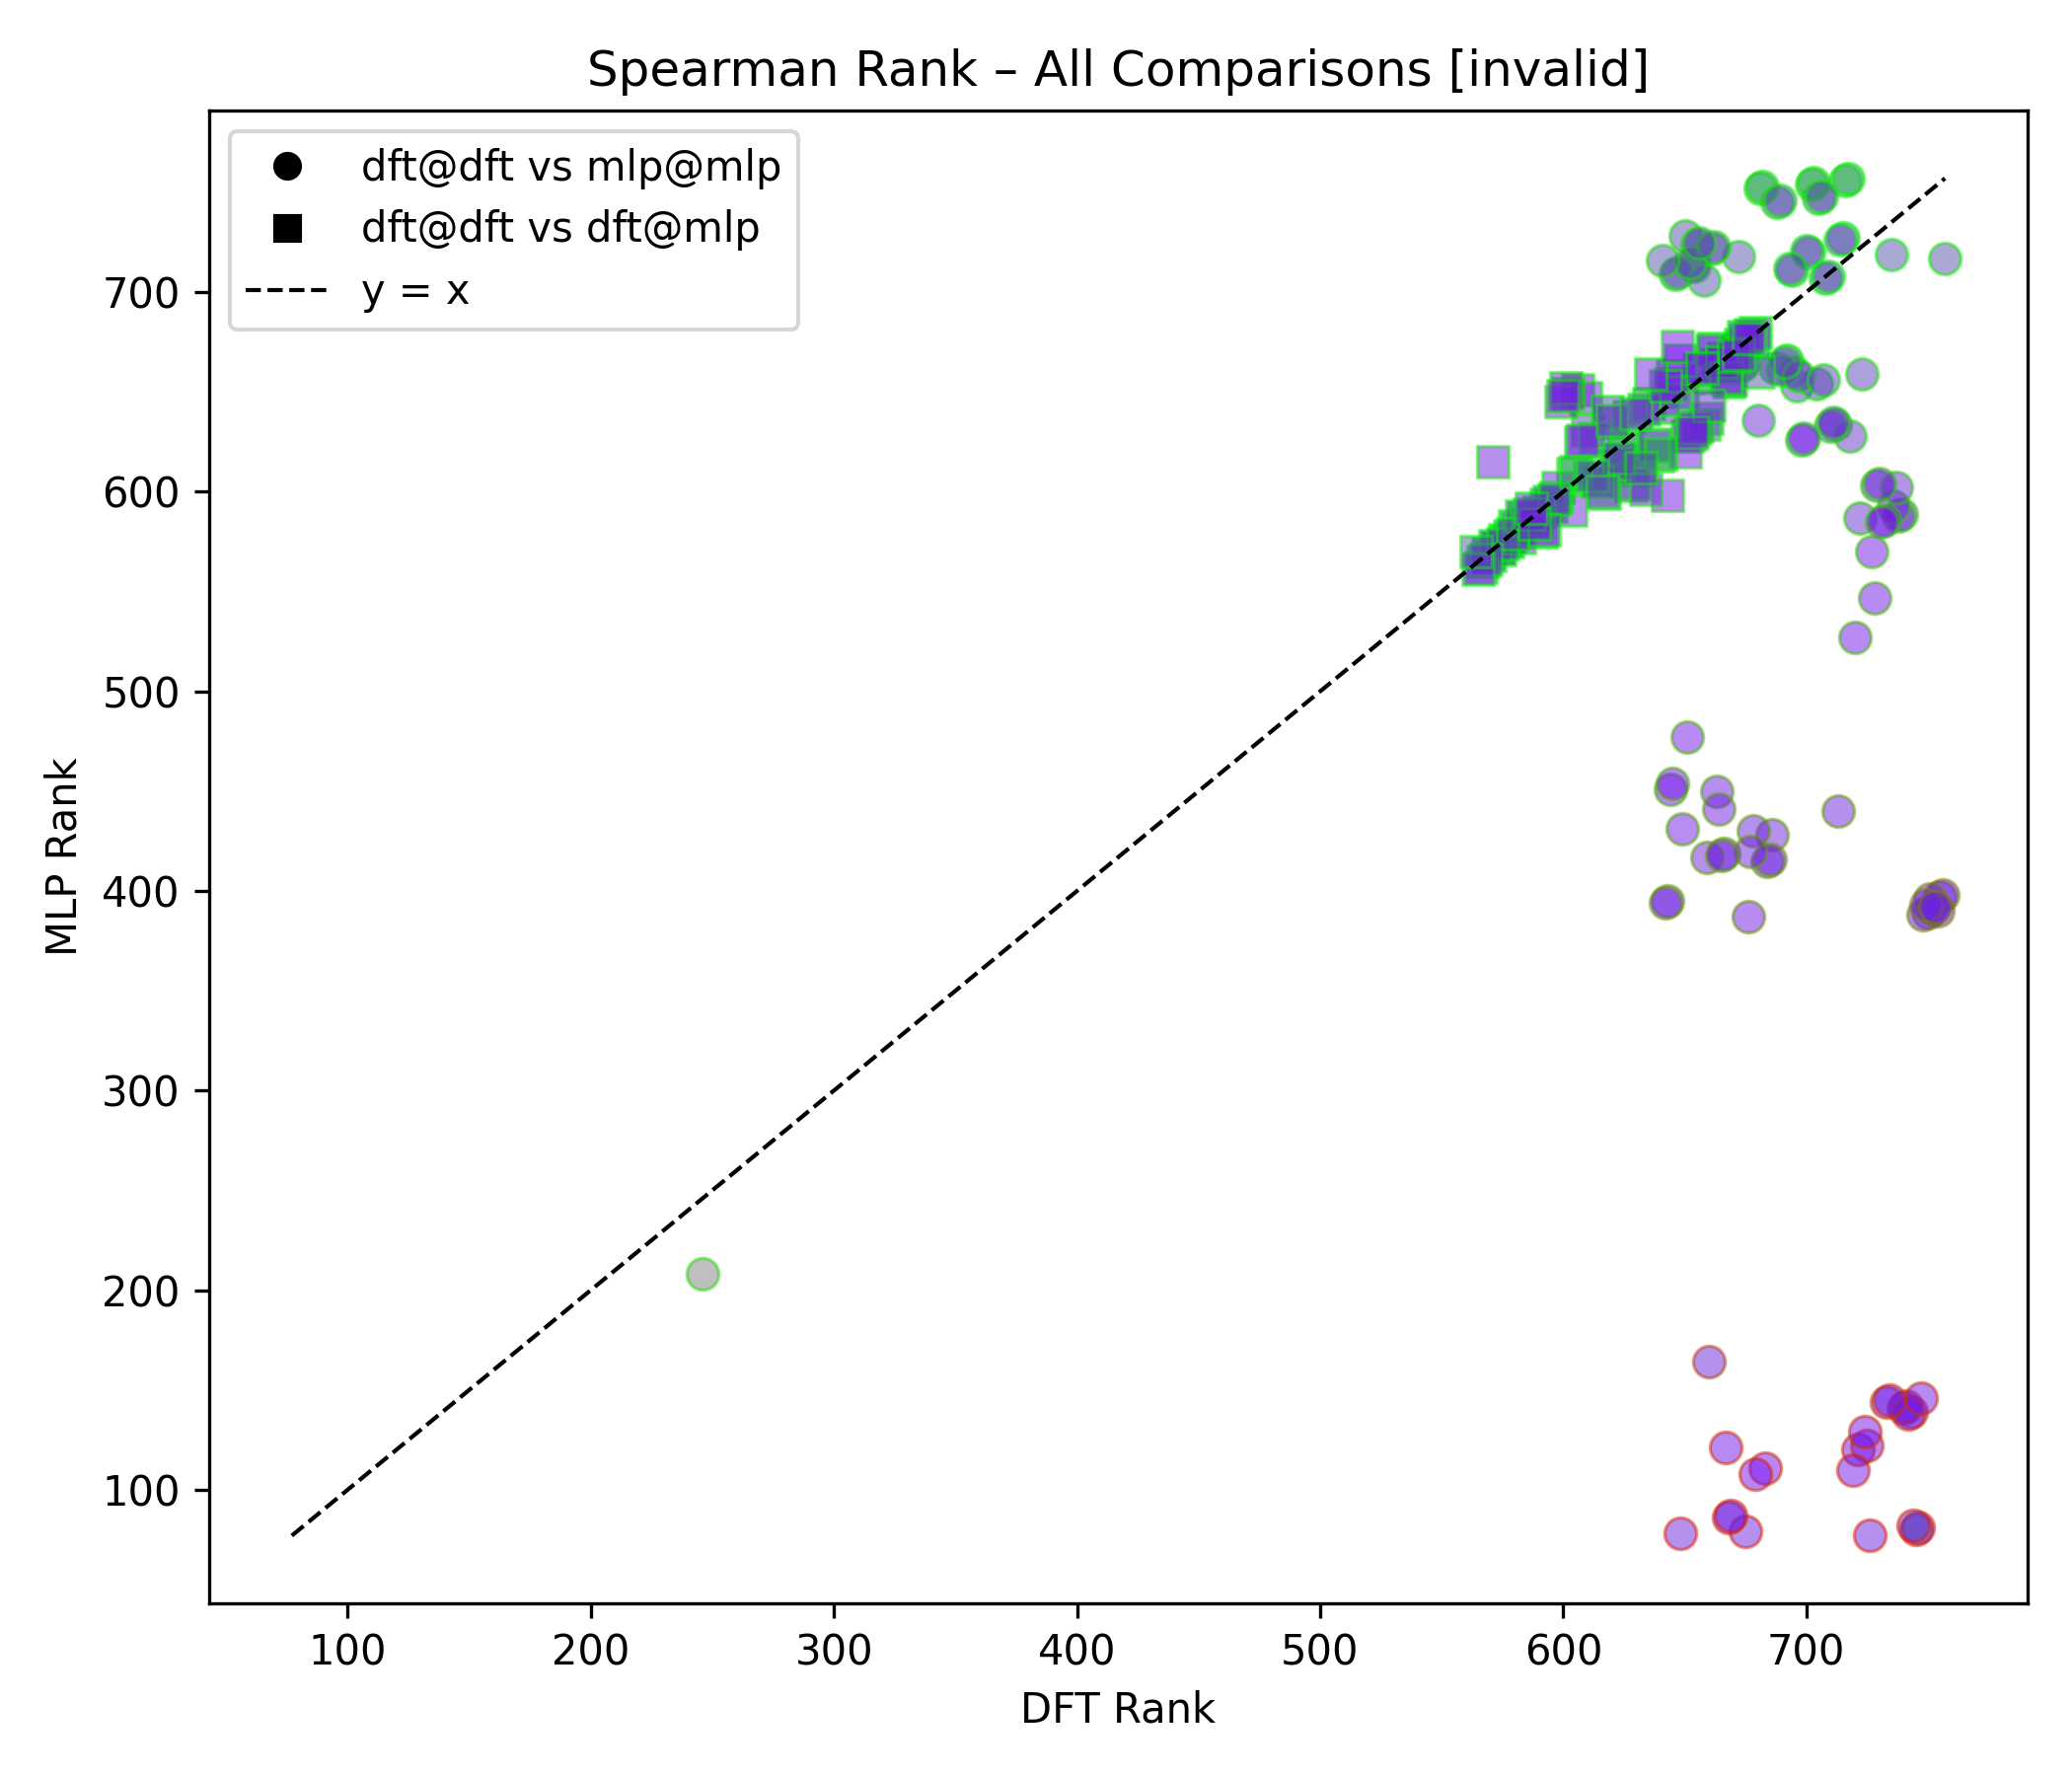 Spearman Rank – All Comparisons [invalid]
dft@dft vs mlp@mlp
dft@dft vs dft@mlp
y = x
MLP Rank
700
600
500
400
300
200
100
100 200 300 400 500 600 700
DFT Rank